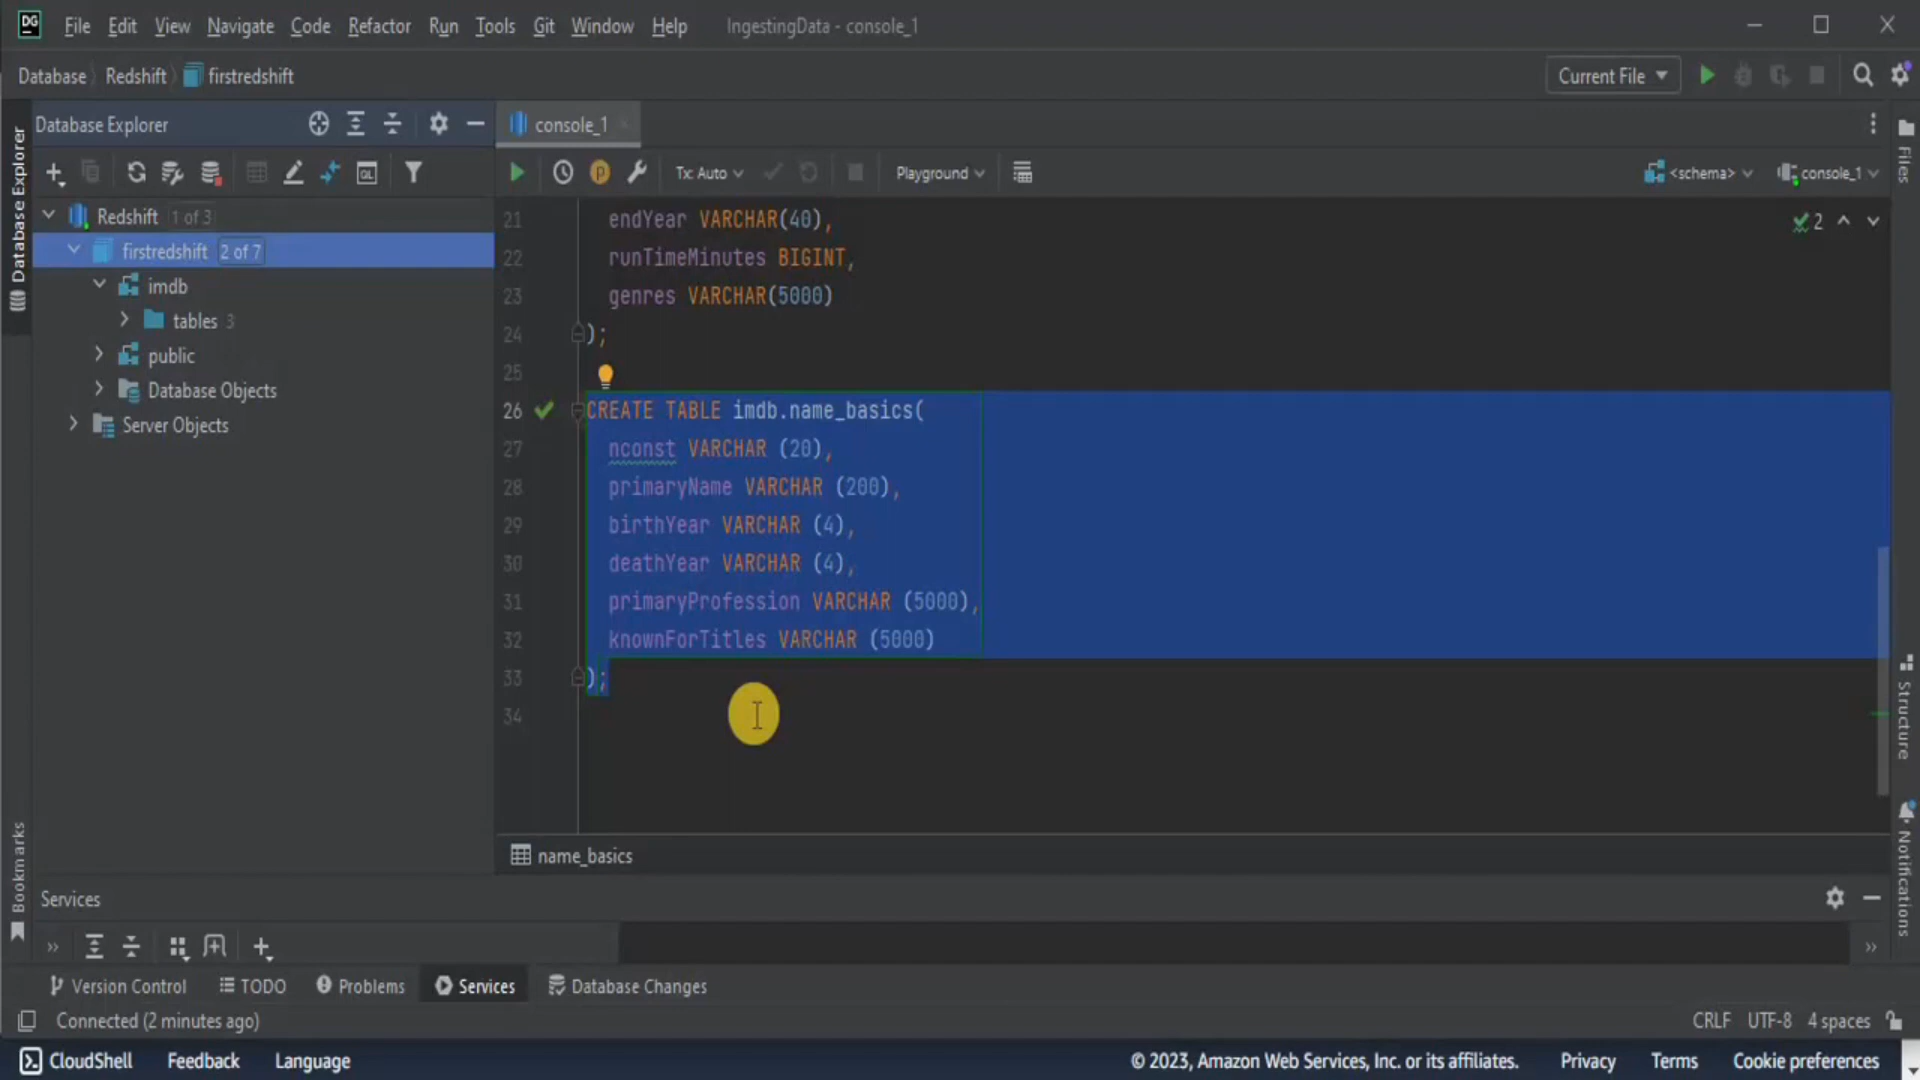 DG File Edit View Navigate Code Refactor Run Tools Git Window Help IngestingData - console_1
Database Redshift firstredshift Current File
Database Explorer
console_1
Tx: Auto Playground <schema> console_1
Database Explorer
Files
Redshift 1 of 3
firstredshift 2 of 7
imdb
tables 3
public
Database Objects
Server Objects
2
21 endYear VARCHAR(40),
22 runTimeMinutes BIGINT,
23 genres VARCHAR(5000)
24 );
25
26 CREATE TABLE imdb.name_basics(
27 nconst VARCHAR (20),
28 primaryName VARCHAR (200),
29 birthYear VARCHAR (4),
30 deathYear VARCHAR (4),
31 primaryProfession VARCHAR (5000),
32 knownForTitles VARCHAR (5000)
33 );
34
Structure
name_basics
Bookmarks
Notifications
Services
Version Control TODO Problems Services Database Changes
Connected (2 minutes ago) CRLF UTF-8 4 spaces
CloudShell Feedback Language © 2023, Amazon Web Services, Inc. or its affiliates. Privacy Terms Cookie preferences